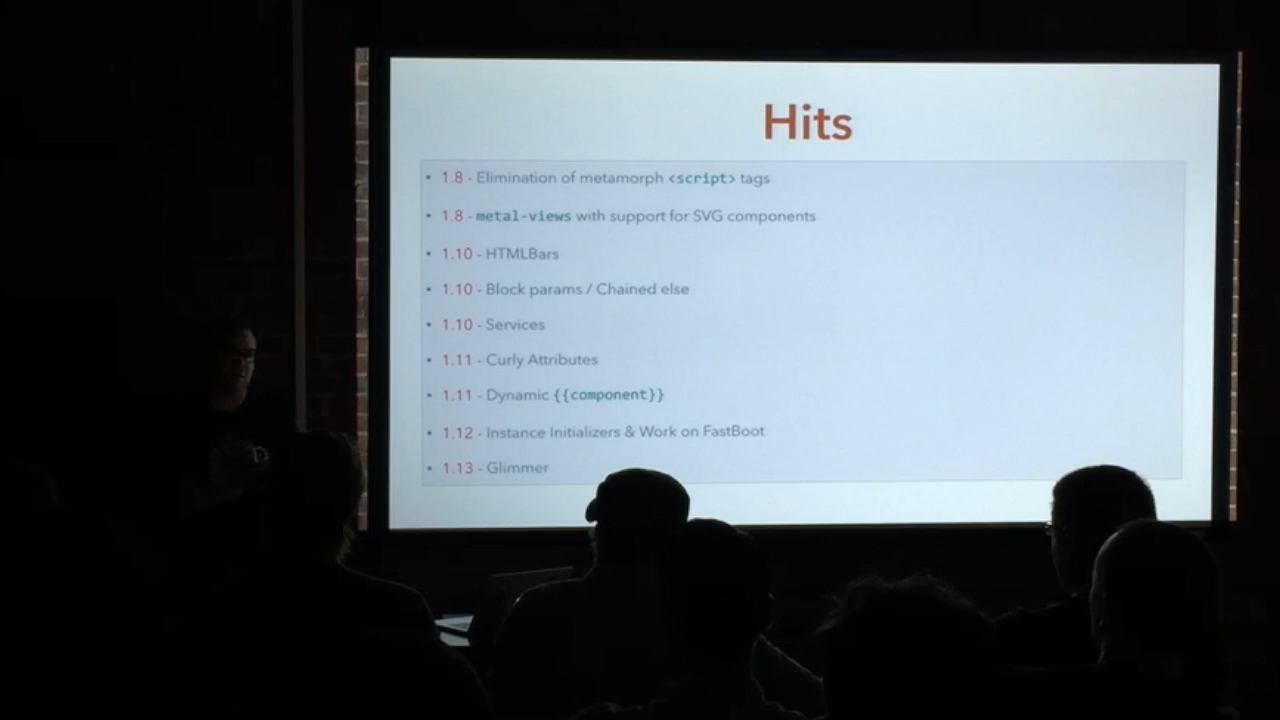 Hits
• 1.8 - Elimination of metamorph <script> tags
• 1.8 - metal-views with support for SVG components
• 1.10 - HTMLBars
• 1.10 - Block params / Chained else
• 1.10 - Services
• 1.11 - Curly Attributes
• 1.11 - Dynamic {{component}}
• 1.12 - Instance Initializers & Work on FastBoot
• 1.13 - Glimmer